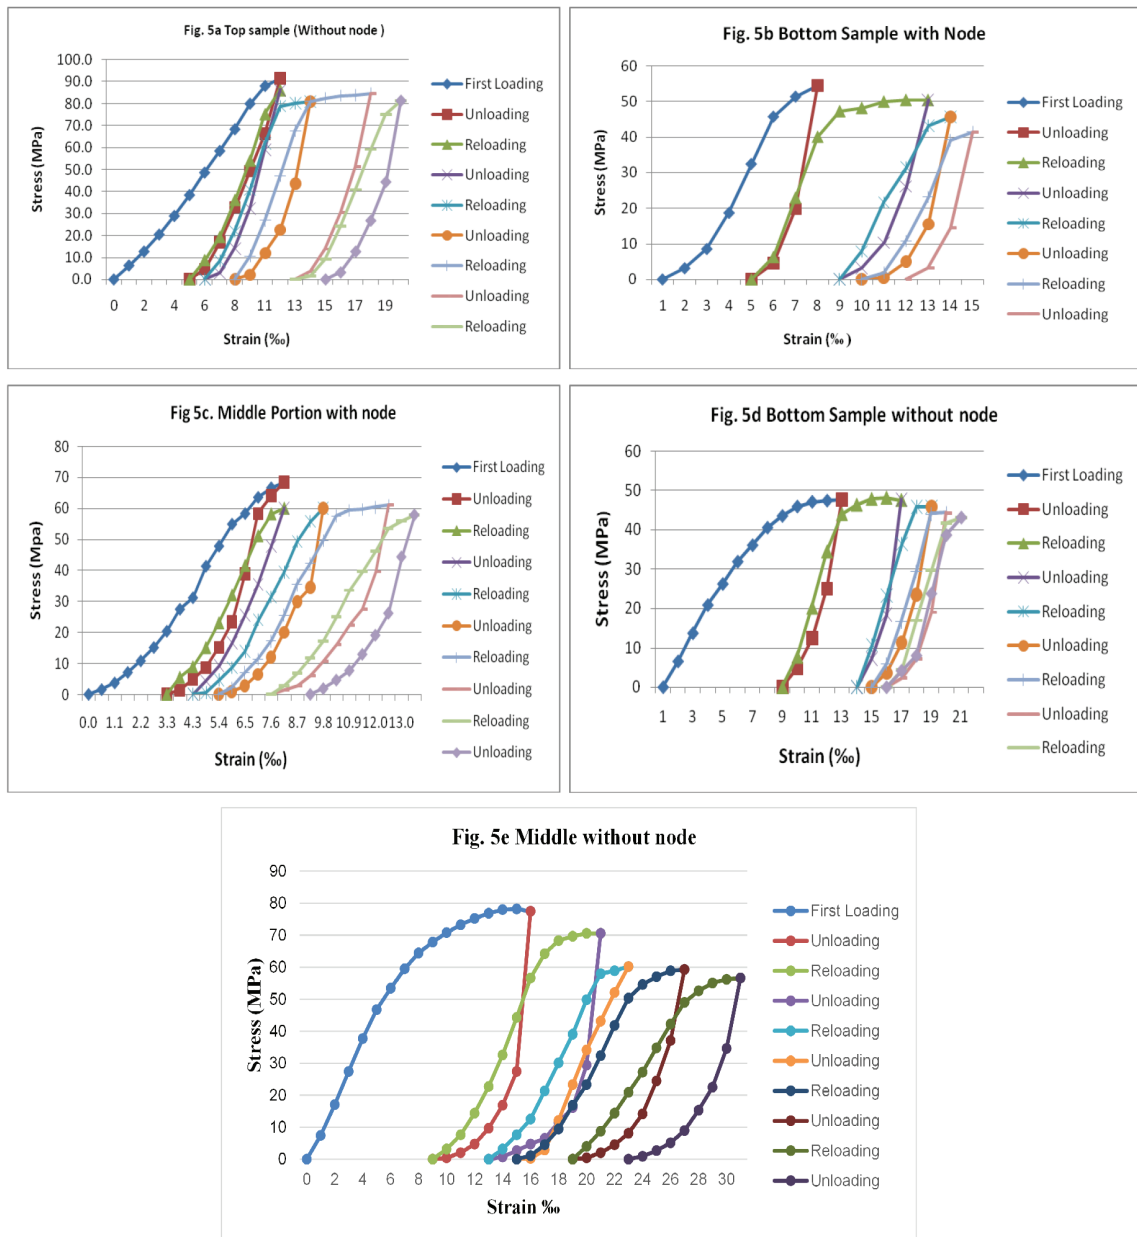 Fig. 5a Top sample (Without node )
100.0
90.0
80.0
70.0
60.0
50.0
40.0
30.0
20.0
10.0
0.0
Stress (MPa)
0 2 4 6 8 11 13 15 17 19
Strain (‰)
First Loading
Unloading
Reloading
Unloading
Reloading
Unloading
Reloading
Unloading
Reloading
Fig. 5b Bottom Sample with Node
60
50
40
30
20
10
0
Stress (MPa)
1 2 3 4 5 6 7 8 9 10 11 12 13 14 15
Strain (‰ )
First Loading
Unloading
Reloading
Unloading
Reloading
Unloading
Reloading
Unloading
Fig 5c. Middle Portion with node
80
70
60
50
40
30
20
10
0
Stress (Mpa)
0.0 1.1 2.2 3.3 4.3 5.4 6.5 7.6 8.7 9.8 10.9 12.0 13.0
Strain (‰)
First Loading
Unloading
Reloading
Unloading
Reloading
Unloading
Reloading
Unloading
Reloading
Unloading
Fig. 5d Bottom Sample without node
60
50
40
30
20
10
0
Stress (MPa)
1 3 5 7 9 11 13 15 17 19 21
Strain (‰)
First Loading
Unloading
Reloading
Unloading
Reloading
Unloading
Reloading
Unloading
Reloading
Fig. 5e Middle without node
90
80
70
60
50
40
30
20
10
0
Stress (MPa)
0 2 4 6 8 10 12 14 16 18 20 22 24 26 28 30
Strain ‰
First Loading
Unloading
Reloading
Unloading
Reloading
Unloading
Reloading
Unloading
Reloading
Unloading